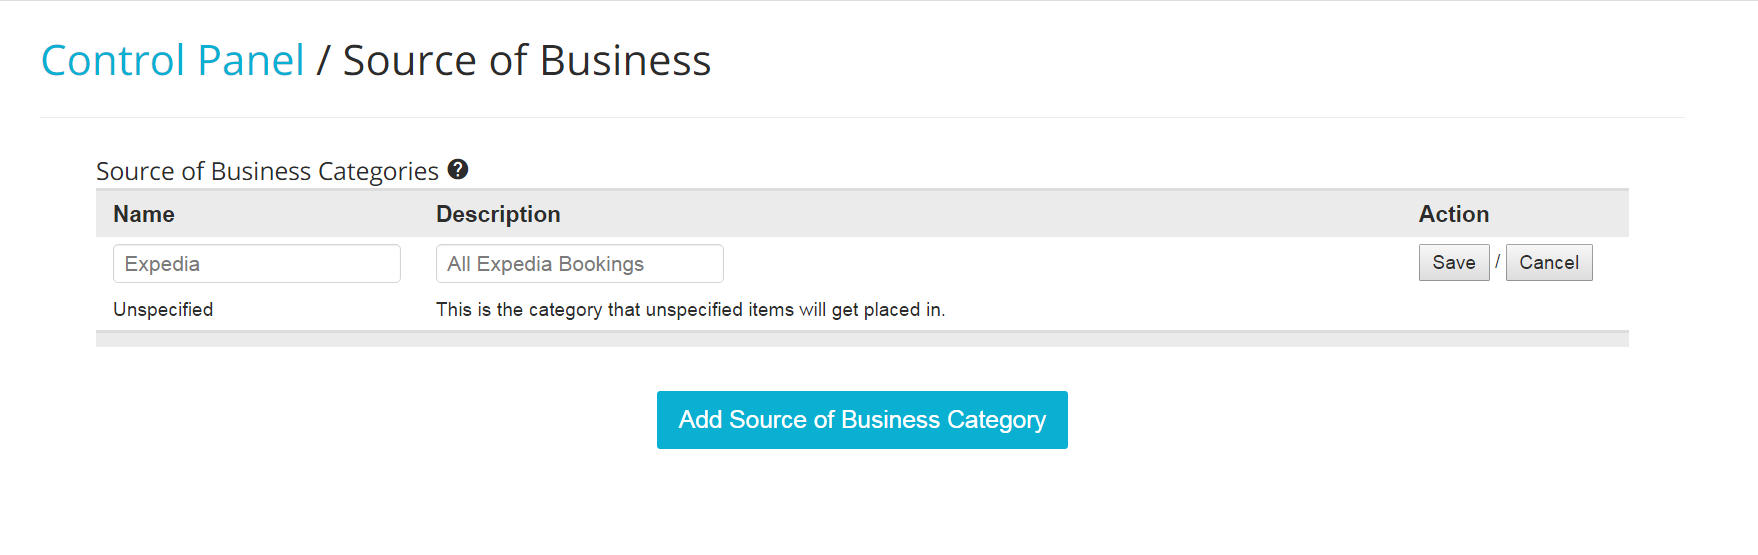 Control Panel / Source of Business
Source of Business Categories ?
Name Description Action
Expedia All Expedia Bookings Save / Cancel
Unspecified This is the category that unspecified items will get placed in.
Add Source of Business Category